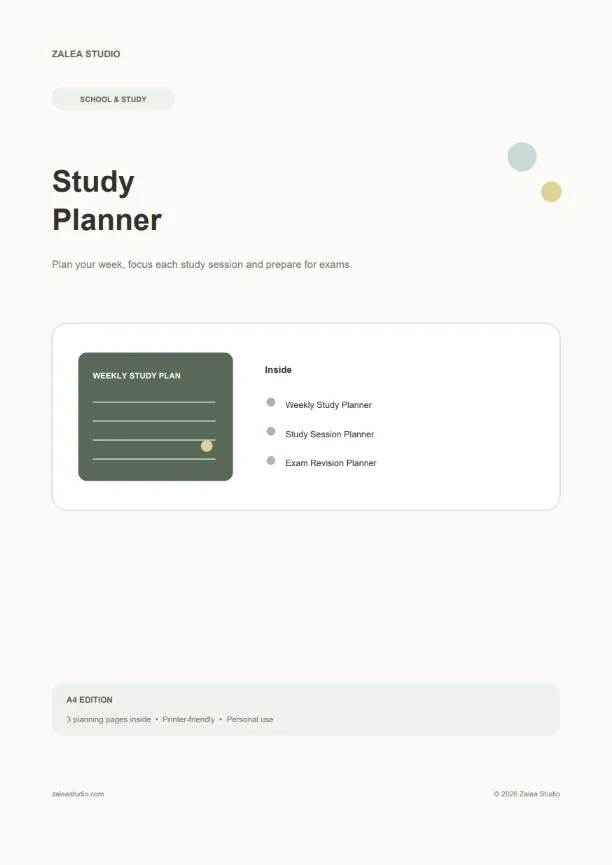 ZALEA STUDIO
SCHOOL & STUDY
Study
Planner
Plan your week, focus each study session and prepare for exams.
WEEKLY STUDY PLAN
Inside
Weekly Study Planner
Study Session Planner
Exam Revision Planner
A4 EDITION
3 planning pages inside • Printer-friendly • Personal use
zaleastudio.com
© 2026 Zalea Studio